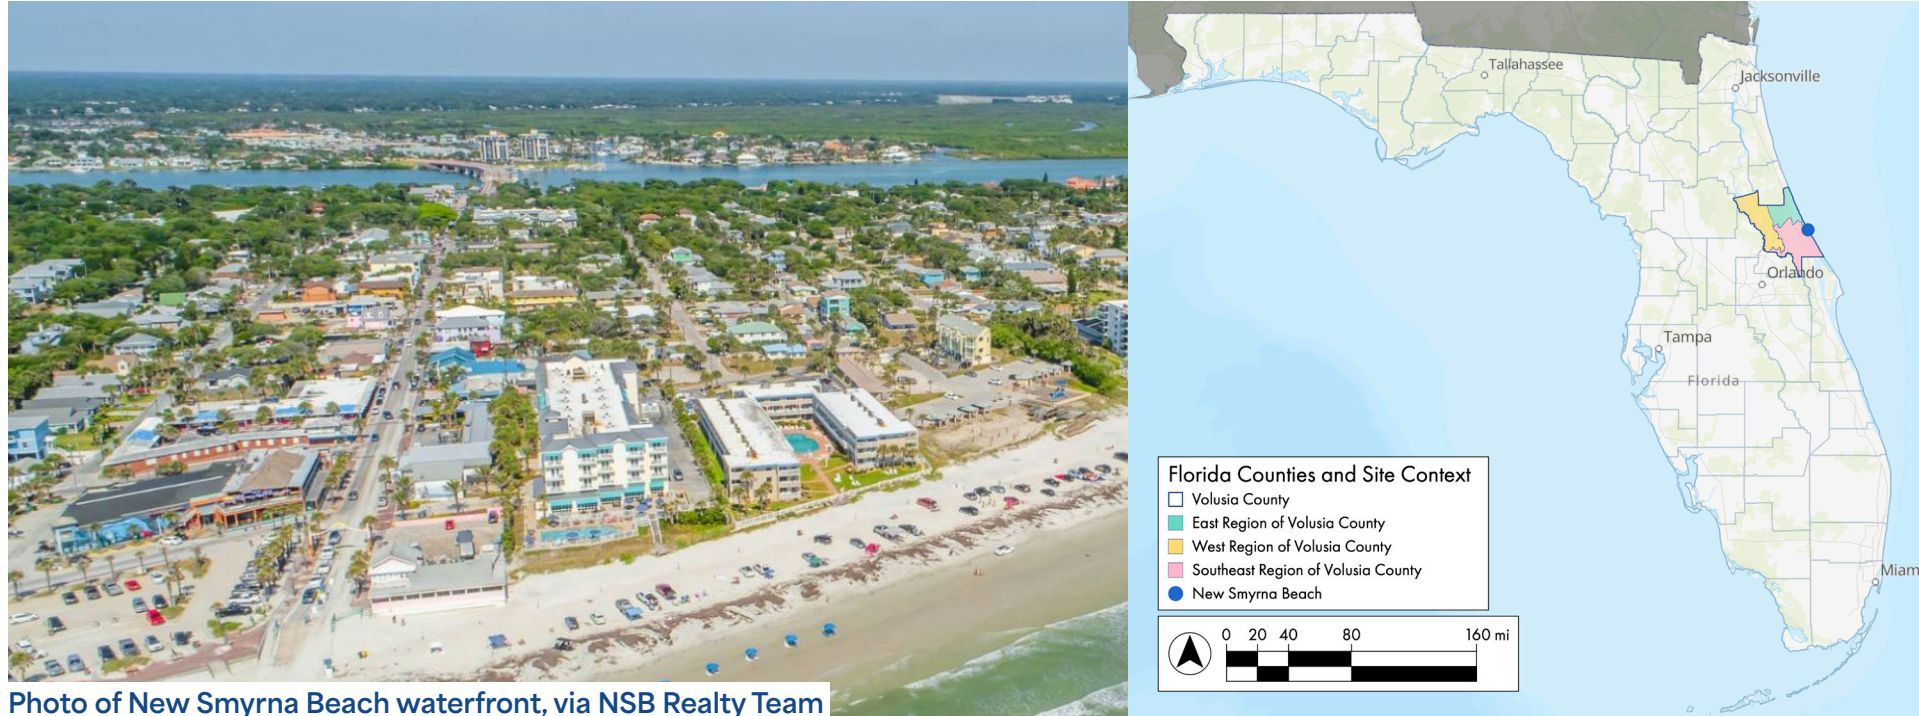 Photo of New Smyrna Beach waterfront, via NSB Realty Team
Tallahassee
Jacksonville
Orlando
Tampa
Florida
Miam
Florida Counties and Site Context
Volusia County
East Region of Volusia County
West Region of Volusia County
Southeast Region of Volusia County
New Smyrna Beach
0 20 40 80 160 mi